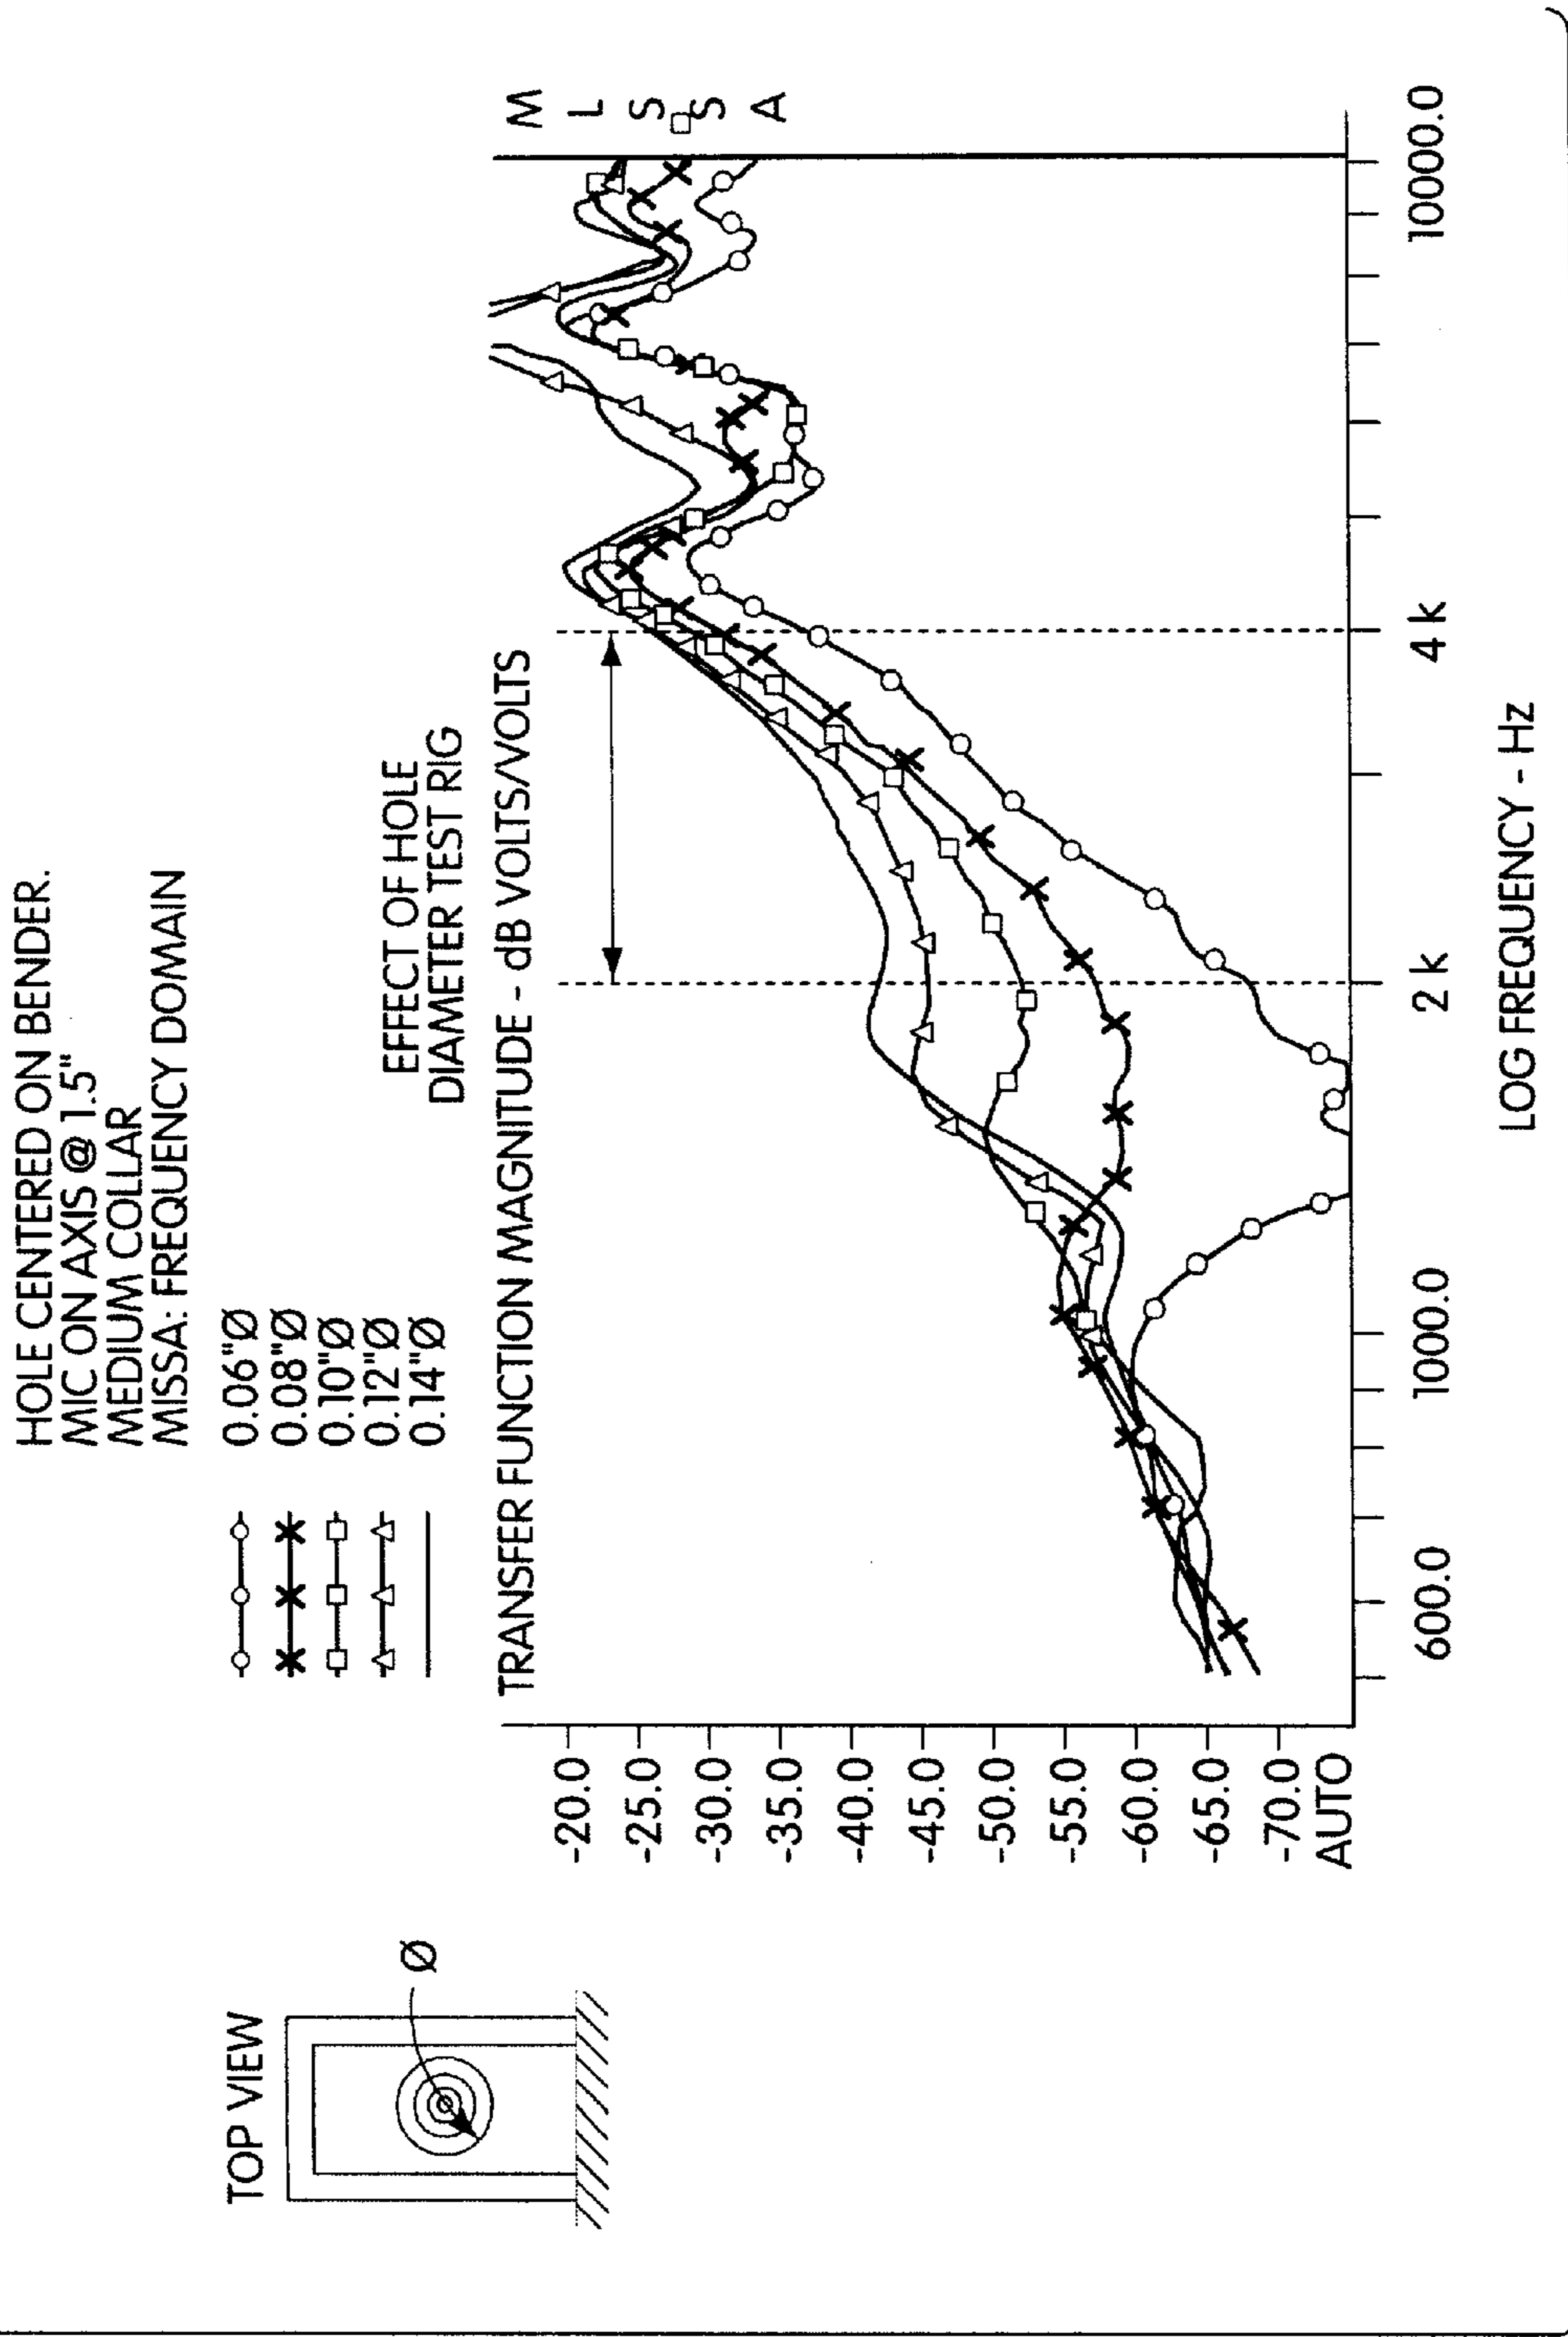 HOLE CENTERED ON BENDER.
MIC ON AXIS @ 1.5"
MEDIUM COLLAR
MISSA: FREQUENCY DOMAIN
0.06"Ø
0.08"Ø
0.10"Ø
0.12"Ø
0.14"Ø
TOP VIEW
Ø
EFFECT OF HOLE
DIAMETER TEST RIG
TRANSFER FUNCTION MAGNITUDE - dB VOLTS/VOLTS
-20.0
-25.0
-30.0
-35.0
-40.0
-45.0
-50.0
-55.0
-60.0
-65.0
-70.0
AUTO
M
L
S
S
A
600.0
1000.0
2 k
4 k
10000.0
LOG FREQUENCY - Hz